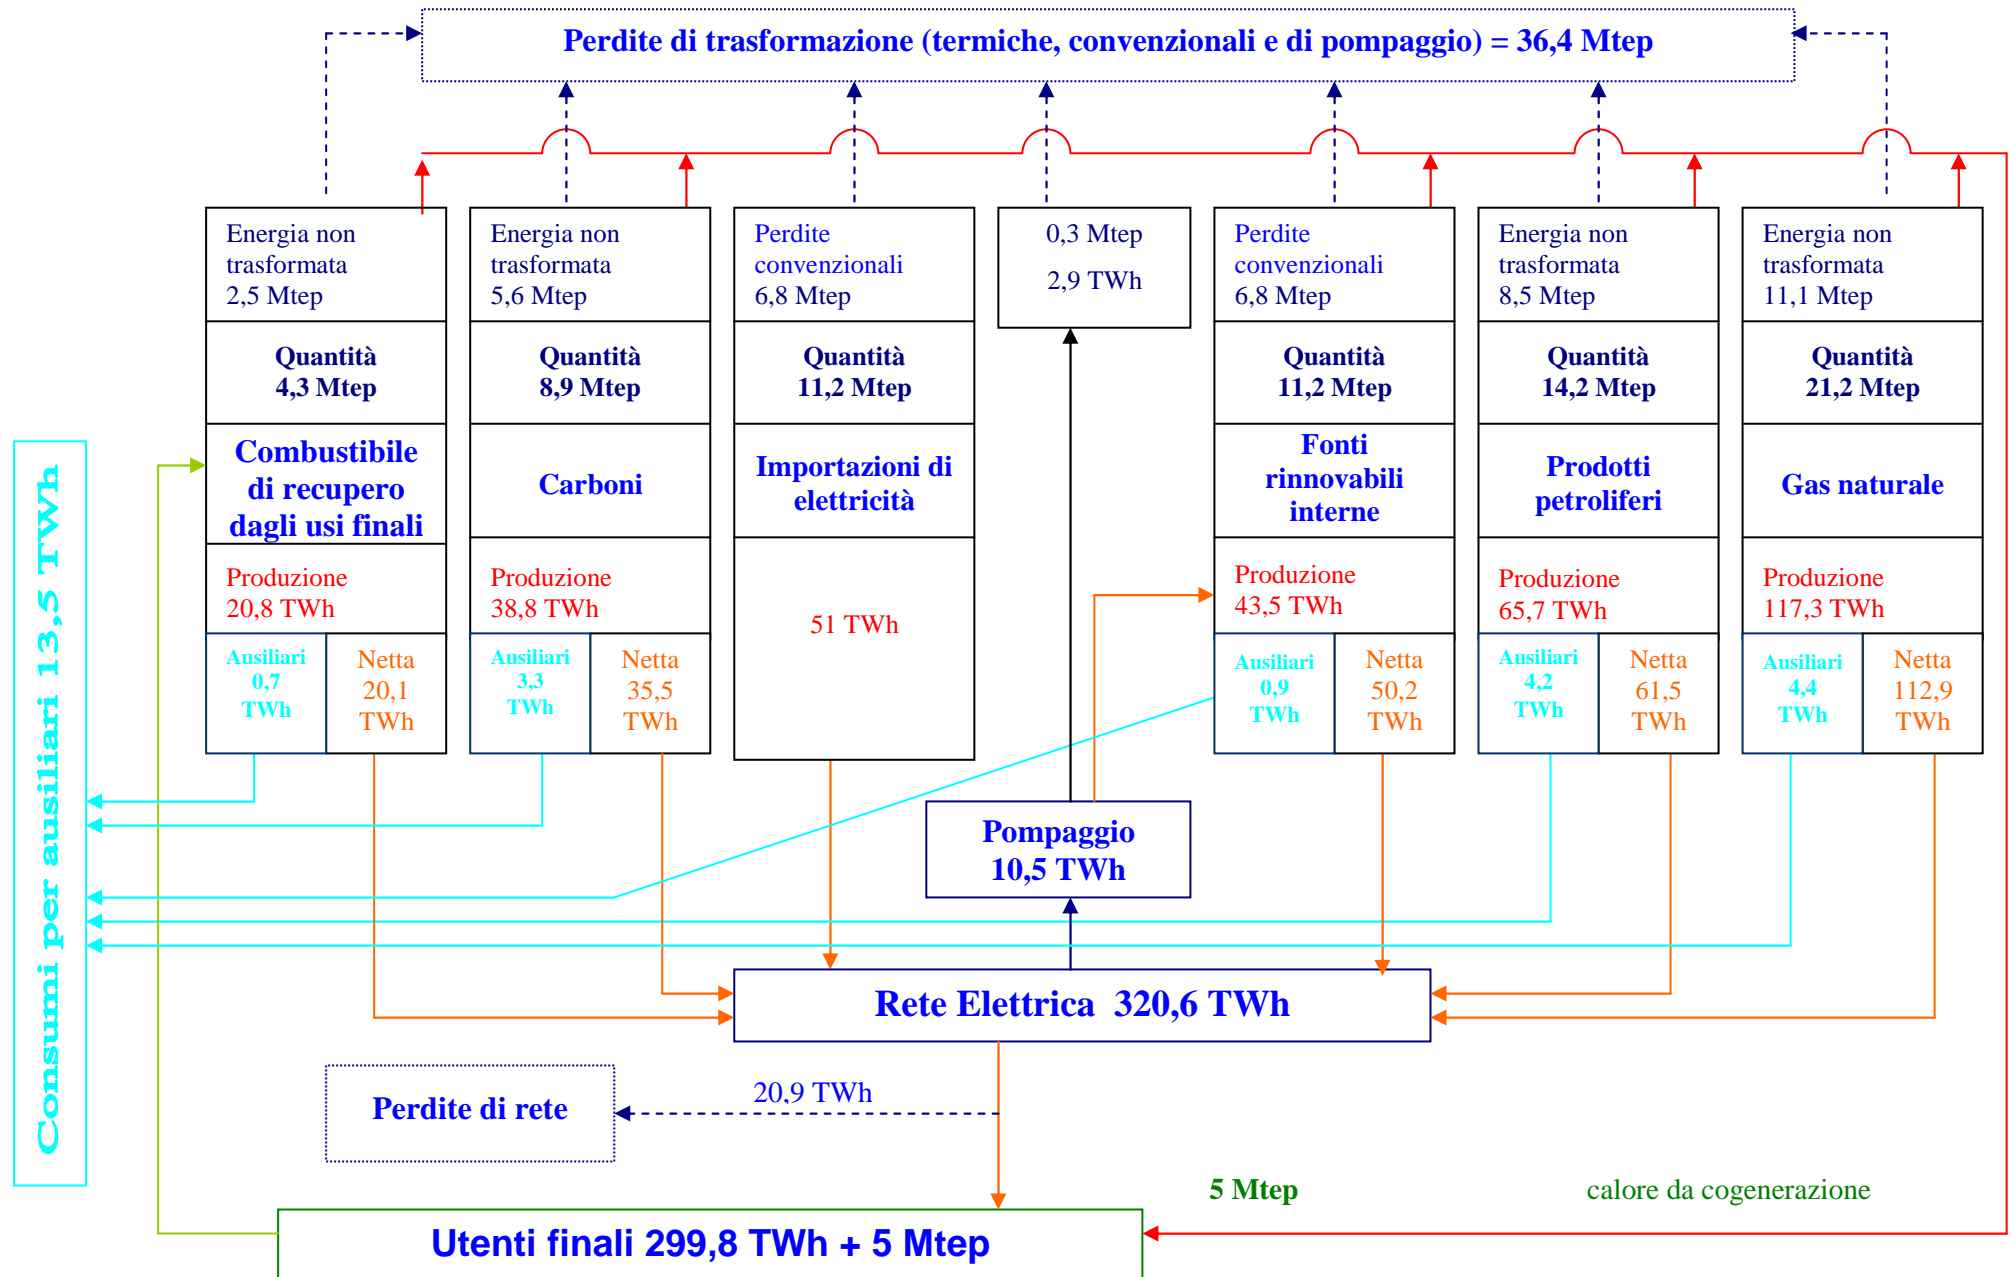 Perdite di trasformazione (termiche, convenzionali e di pompaggio) = 36,4 Mtep
Energia non
trasformata
2,5 Mtep
Quantità
4,3 Mtep
Combustibile
di recupero
dagli usi finali
Produzione
20,8 TWh
Ausiliari
0,7
TWh
Netta
20,1
TWh
Energia non
trasformata
5,6 Mtep
Quantità
8,9 Mtep
Carboni
Produzione
38,8 TWh
Ausiliari
3,3
TWh
Netta
35,5
TWh
Perdite
convenzionali
6,8 Mtep
Quantità
11,2 Mtep
Importazioni di
elettricità
51 TWh
0,3 Mtep
2,9 TWh
Perdite
convenzionali
6,8 Mtep
Quantità
11,2 Mtep
Fonti
rinnovabili
interne
Produzione
43,5 TWh
Ausiliari
0,9
TWh
Netta
50,2
TWh
Energia non
trasformata
8,5 Mtep
Quantità
14,2 Mtep
Prodotti
petroliferi
Produzione
65,7 TWh
Ausiliari
4,2
TWh
Netta
61,5
TWh
Energia non
trasformata
11,1 Mtep
Quantità
21,2 Mtep
Gas naturale
Produzione
117,3 TWh
Ausiliari
4,4
TWh
Netta
112,9
TWh
Consumi per ausiliari 13,5 TWh
Pompaggio
10,5 TWh
Rete Elettrica 320,6 TWh
Perdite di rete
20,9 TWh
5 Mtep
calore da cogenerazione
Utenti finali 299,8 TWh + 5 Mtep